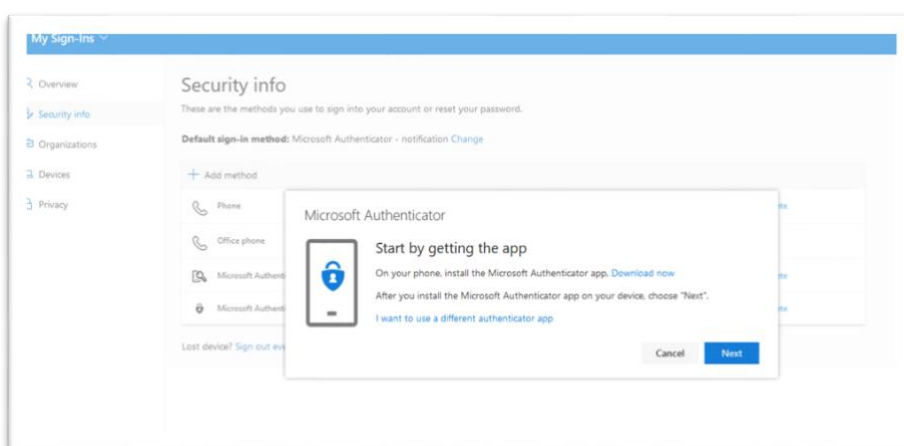 My Sign-Ins
Overview
Security info
Organizations
Devices
Privacy
Security info
These are the methods you use to sign into your account or reset your password.
Default sign-in method: Microsoft Authenticator - notification Change
Add method
Phone
Office phone
Microsoft Authent
Microsoft Authent
Lost device? Sign out eve
Microsoft Authenticator
Start by getting the app
On your phone, install the Microsoft Authenticator app. Download now
After you install the Microsoft Authenticator app on your device, choose "Next".
I want to use a different authenticator app
Cancel
Next